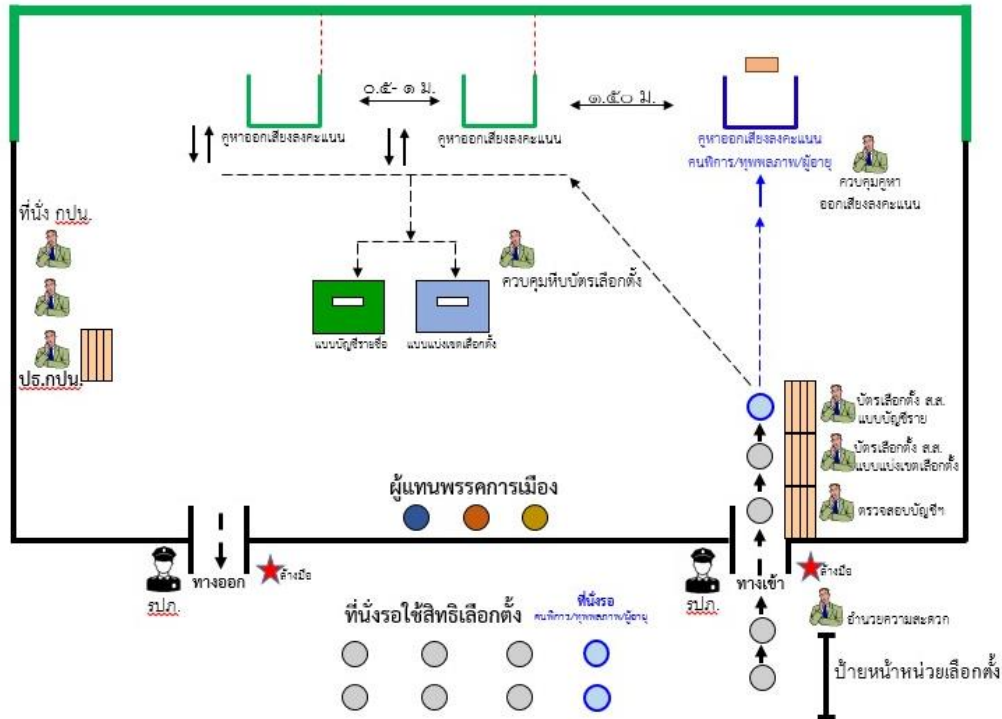 ๐.๕- ๑ ม.
๑.๕๐ ม.
คูหาออกเสียงลงคะแนน
คูหาออกเสียงลงคะแนน
คูหาออกเสียงลงคะแนน
คนพิการ/ทุพพลภาพ/ผู้อายุ
ควบคุมคูหา
ออกเสียงลงคะแนน
ที่นั่ง กปน.
ปธ.กปน.
ควบคุมหีบบัตรเลือกตั้ง
แบบบัญชีรายชื่อ
แบบแบ่งเขตเลือกตั้ง
บัตรเลือกตั้ง ส.ส.
แบบบัญชีราย
บัตรเลือกตั้ง ส.ส.
แบบแบ่งเขตเลือกตั้ง
ตรวจสอบบัญชีฯ
ผู้แทนพรรคการเมือง
รปภ.
ทางออก
ล้างมือ
รปภ.
ทางเข้า
ล้างมือ
ที่นั่งรอใช้สิทธิเลือกตั้ง
ที่นั่งรอ
คนพิการ/ทุพพลภาพ/ผู้อายุ
อำนวยความสะดวก
ป้ายหน้าหน่วยเลือกตั้ง